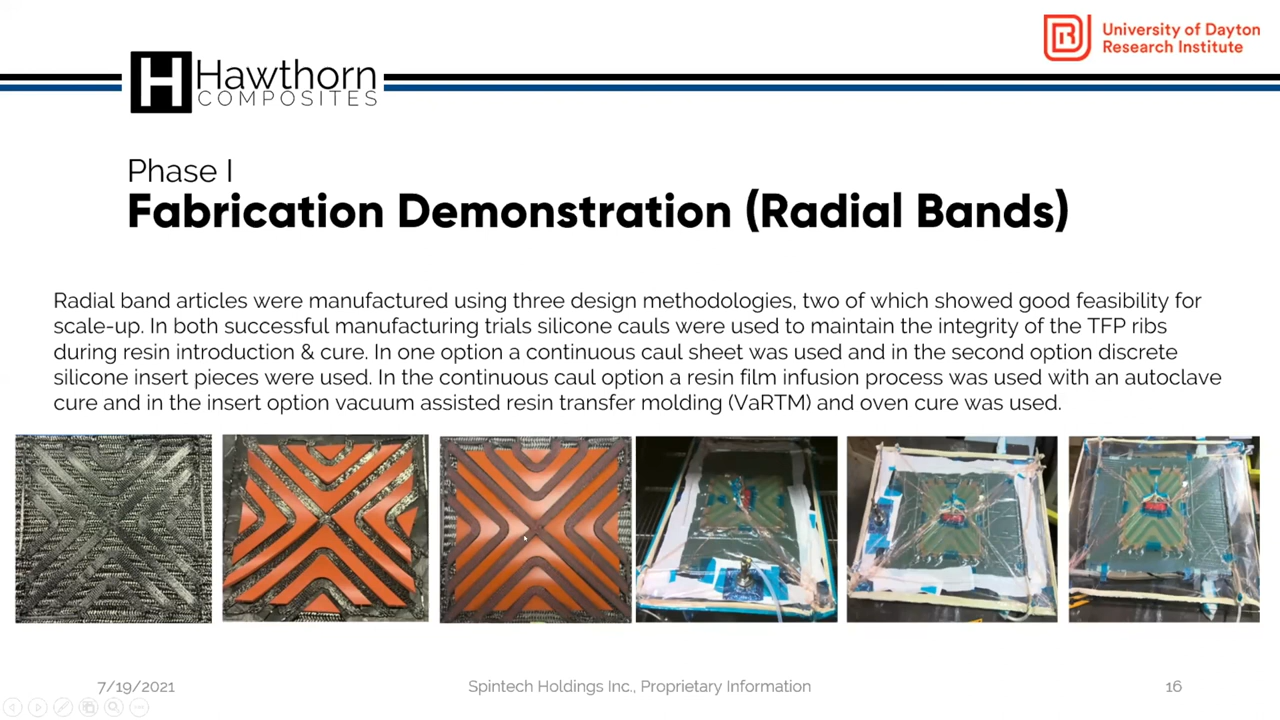 University of Dayton
Research Institute
H Hawthorn
COMPOSITES
Phase I
Fabrication Demonstration (Radial Bands)
Radial band articles were manufactured using three design methodologies, two of which showed good feasibility for
scale-up. In both successful manufacturing trials silicone cauls were used to maintain the integrity of the TFP ribs
during resin introduction & cure. In one option a continuous caul sheet was used and in the second option discrete
silicone insert pieces were used. In the continuous caul option a resin film infusion process was used with an autoclave
cure and in the insert option vacuum assisted resin transfer molding (VaRTM) and oven cure was used.
7/19/2021
Spintech Holdings Inc., Proprietary Information
16